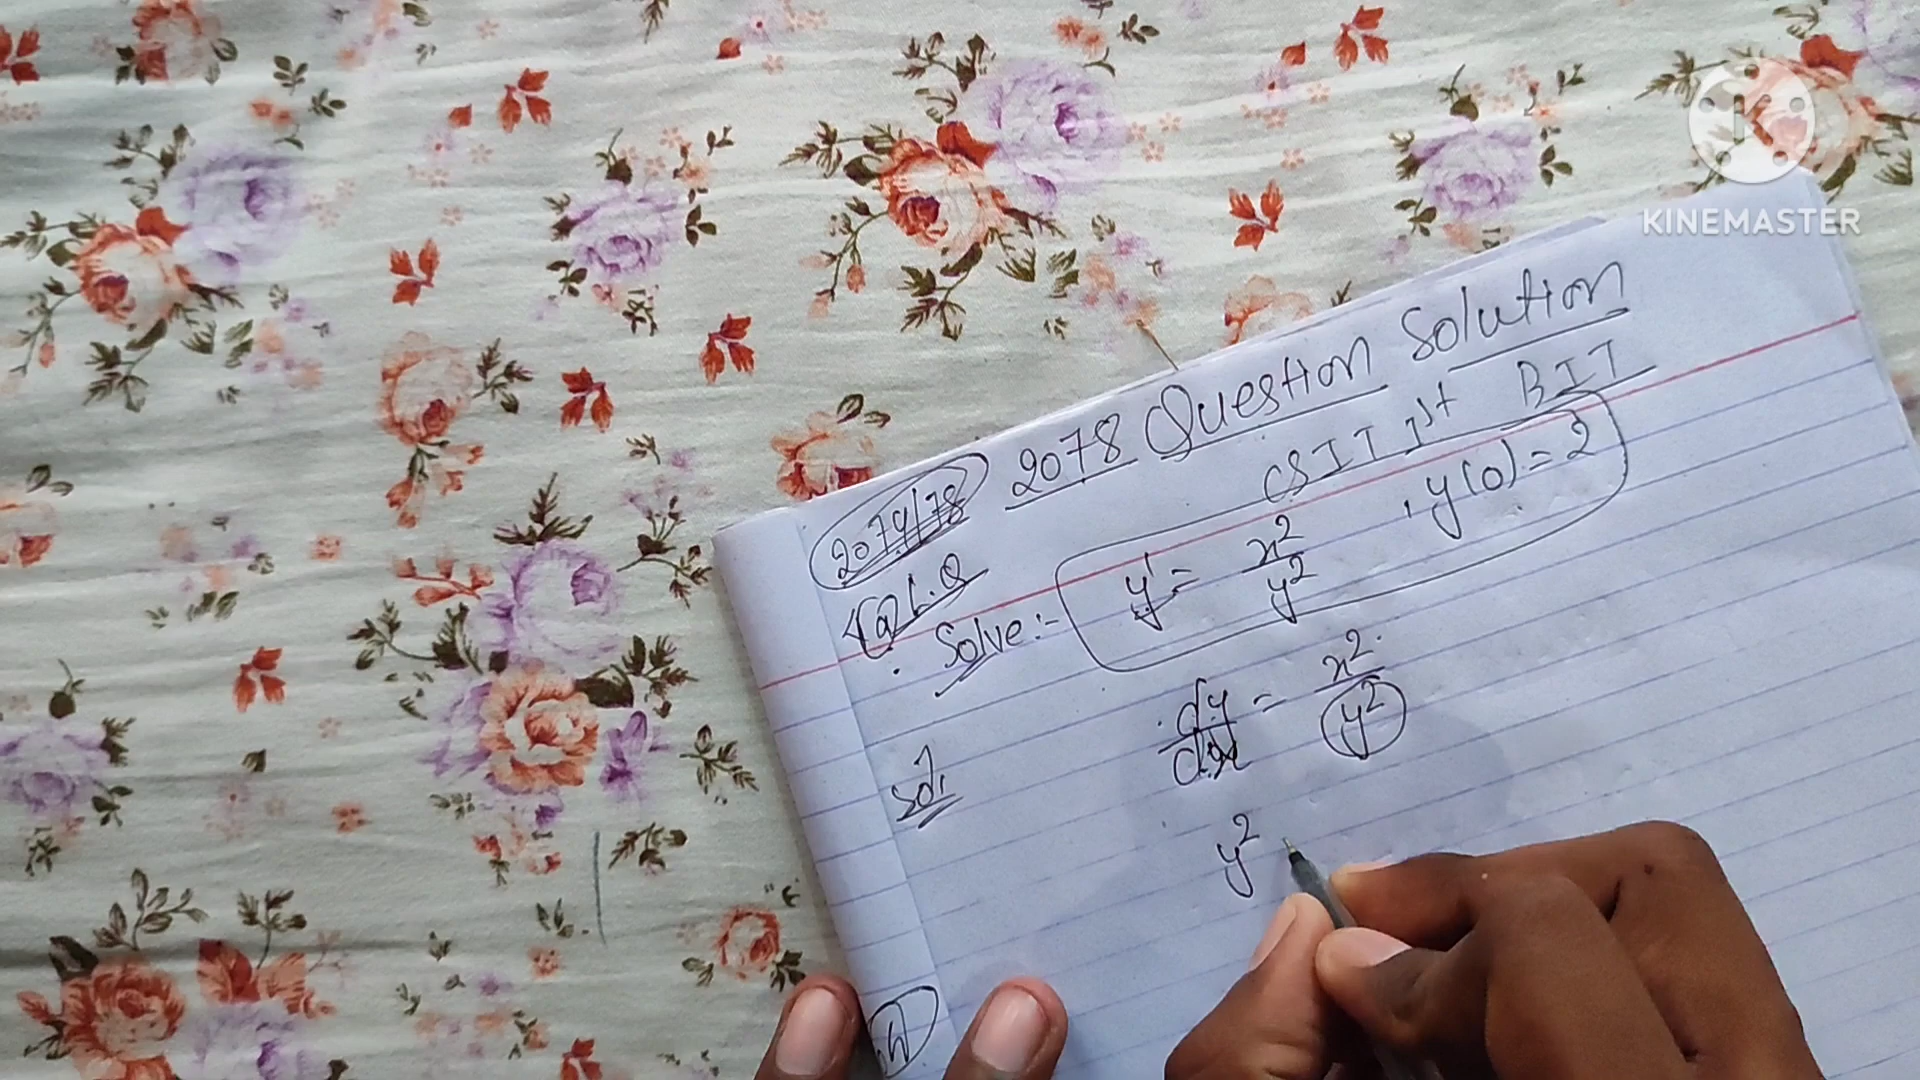 K
KINEMASTER
2078 Question Solution
2074/78
CSIT 1st BIT
Solve:- y' = x²/y² , y(0) = 2
dy/dx = x²/y²
Sol.
y²